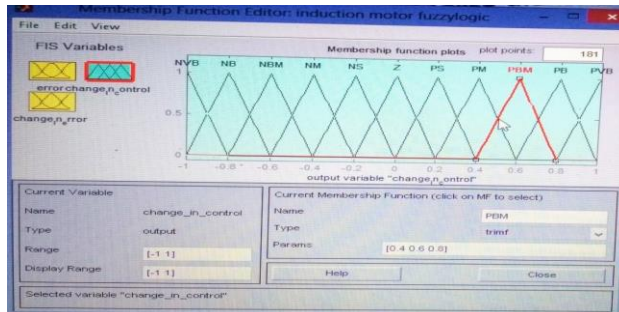 Membership Function Editor: induction motor fuzzylogic
File Edit View
FIS Variables
Membership function plots plot points: 181
NVB NB NBM NM NS Z PS PM PBM PB PVB
1
0.5
0
error change_in_control
change_in_error
-1 -0.8 -0.6 -0.4 -0.2 0 0.2 0.4 0.6 0.8 1
output variable "change_in_control"
Current Variable
Name change_in_control
Type output
Range [-1 1]
Display Range [-1 1]
Current Membership Function (click on MF to select)
Name PBM
Type trimf
Params [0.4 0.6 0.8]
Help Close
Selected variable "change_in_control"